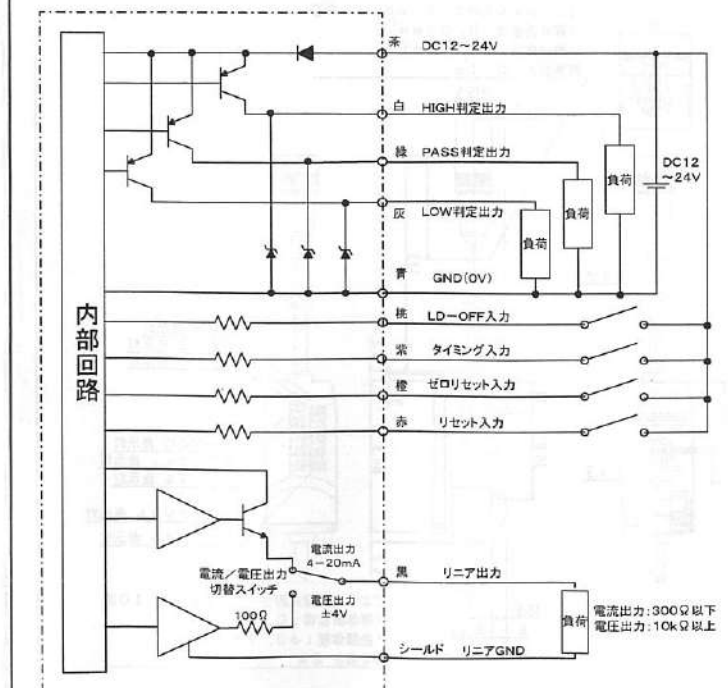 茶 DC12~24V
白 HIGH判定出力
緑 PASS判定出力
灰 LOW判定出力
負荷
負荷
負荷
DC12
~24V
青 GND(0V)
内部回路
桃 LD-OFF入力
紫 タイミング入力
橙 ゼロリセット入力
赤 リセット入力
電流出力
4-20mA
電流/電圧出力
切替スイッチ
電圧出力
±4V
100Ω
黒 リニア出力
負荷
電流出力:300Ω以下
電圧出力:10kΩ以上
シールド リニアGND